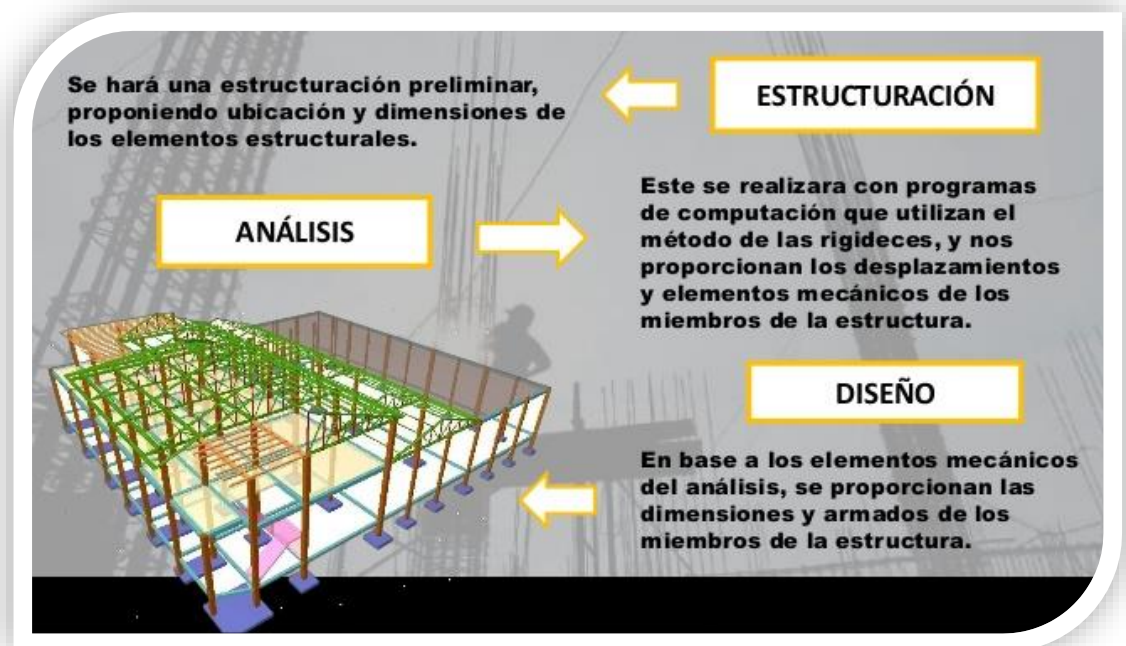 Se hará una estructuración preliminar,
proponiendo ubicación y dimensiones de
los elementos estructurales.
ESTRUCTURACIÓN
ANÁLISIS
Este se realizara con programas
de computación que utilizan el
método de las rigideces, y nos
proporcionan los desplazamientos
y elementos mecánicos de los
miembros de la estructura.
DISEÑO
En base a los elementos mecánicos
del análisis, se proporcionan las
dimensiones y armados de los
miembros de la estructura.